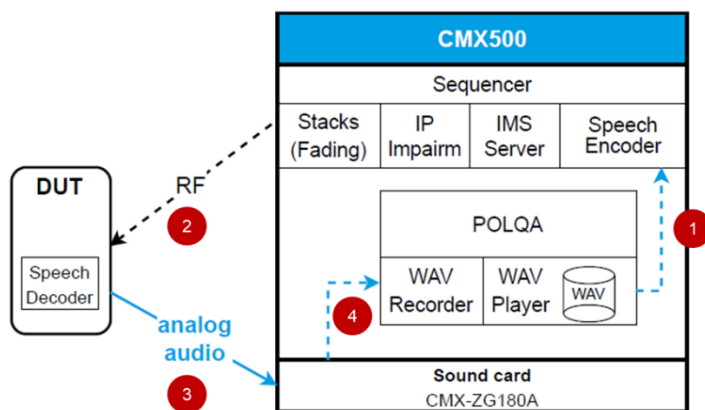 CMX500
Sequencer
Stacks
(Fading)
IP
Impairm
IMS
Server
Speech
Encoder
RF
2
DUT
Speech
Decoder
1
POLQA
WAV
Recorder
WAV
Player
WAV
4
analog
audio
3
Sound card
CMX-ZG180A